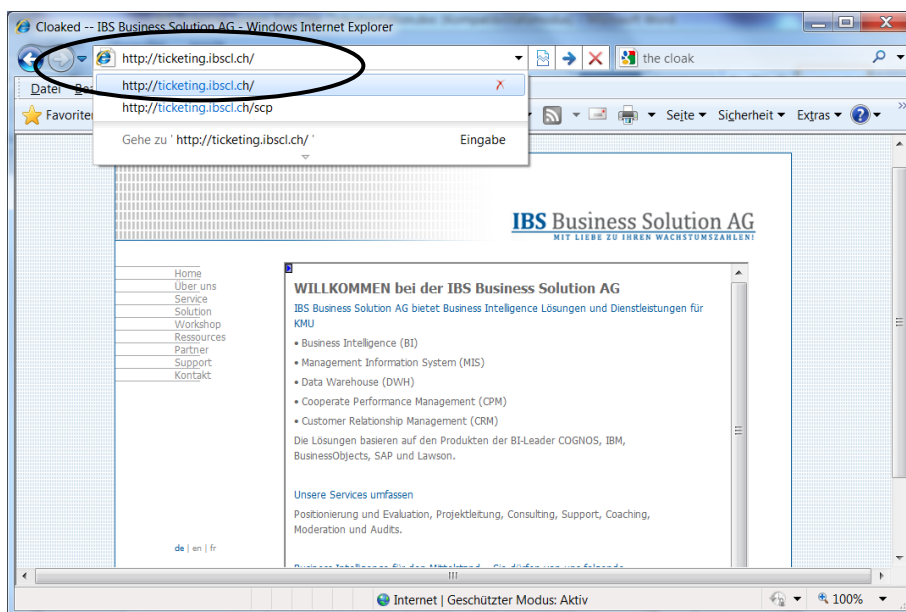 Cloaked -- IBS Business Solution AG - Windows Internet Explorer
http://ticketing.ibscl.ch/
the cloak
Datei
http://ticketing.ibscl.ch/
http://ticketing.ibscl.ch/scp
Favoriten
Seite Sicherheit Extras
Gehe zu ' http://ticketing.ibscl.ch/ ' Eingabe
IBS Business Solution AG
MIT LIEBE ZU IHREN WACHSTUMSZAHLEN!
Home
Über uns
Service
Solution
Workshop
Ressources
Partner
Support
Kontakt
de | en | fr
WILLKOMMEN bei der IBS Business Solution AG
IBS Business Solution AG bietet Business Intelligence Lösungen und Dienstleistungen für
KMU
• Business Intelligence (BI)
• Management Information System (MIS)
• Data Warehouse (DWH)
• Cooperate Performance Management (CPM)
• Customer Relationship Management (CRM)
Die Lösungen basieren auf den Produkten der BI-Leader COGNOS, IBM,
BusinessObjects, SAP und Lawson.
Unsere Services umfassen
Positionierung und Evaluation, Projektleitung, Consulting, Support, Coaching,
Moderation und Audits.
Internet | Geschützter Modus: Aktiv
100%